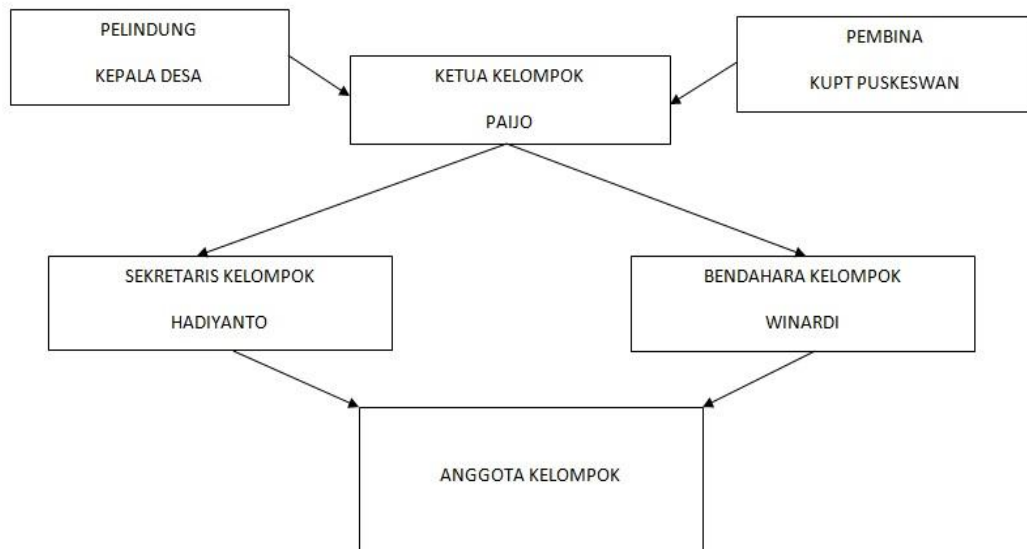 PELINDUNG
KEPALA DESA
KETUA KELOMPOK
PAIJO
PEMBINA
KUPT PUSKESWAN
SEKRETARIS KELOMPOK
HADIYANTO
BENDAHARA KELOMPOK
WINARDI
ANGGOTA KELOMPOK